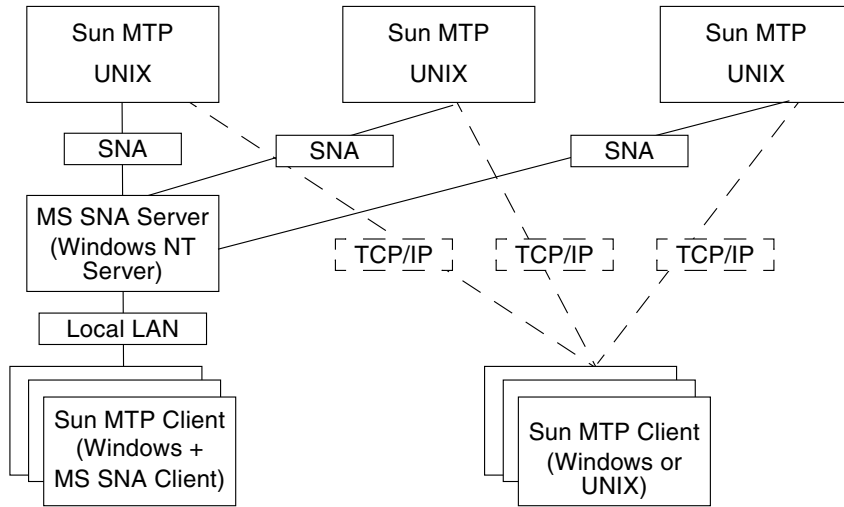 Sun MTP
UNIX
Sun MTP
UNIX
Sun MTP
UNIX
SNA
SNA
SNA
MS SNA Server
(Windows NT
Server)
TCP/IP
TCP/IP
TCP/IP
Local LAN
Sun MTP Client
(Windows +
MS SNA Client)
Sun MTP Client
(Windows or
UNIX)